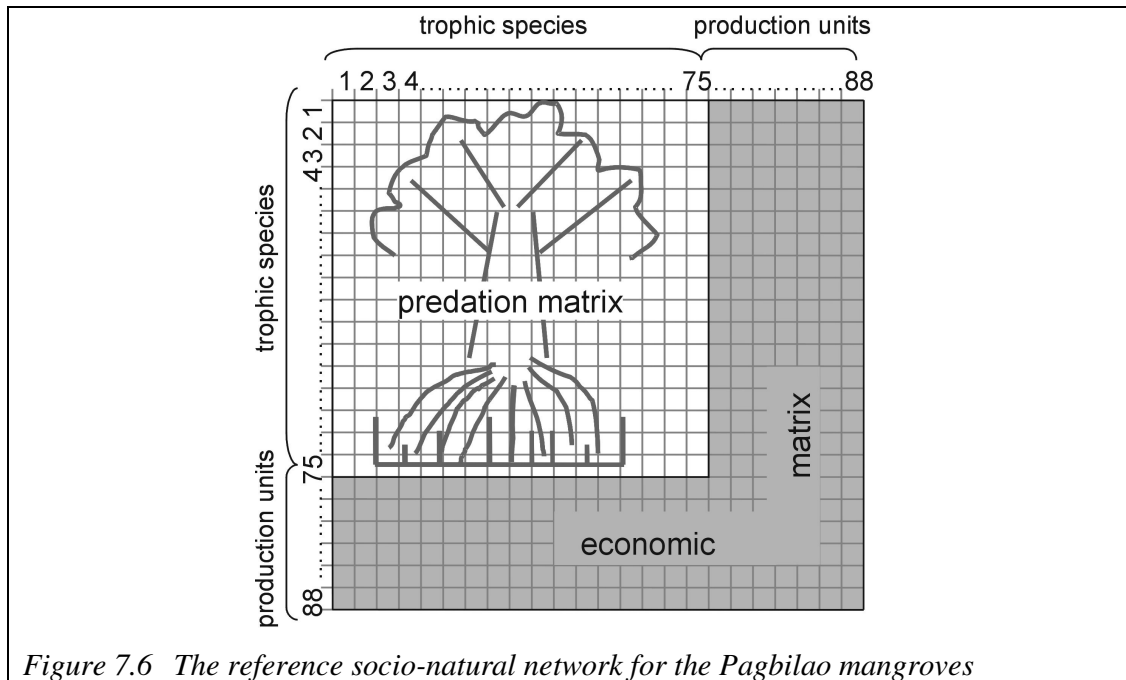 trophic species production units
1 2 3 4 75 88
trophic species
1
2
3
4
75
production units
88
predation matrix
matrix
economic
Figure 7.6 The reference socio-natural network for the Pagbilao mangroves